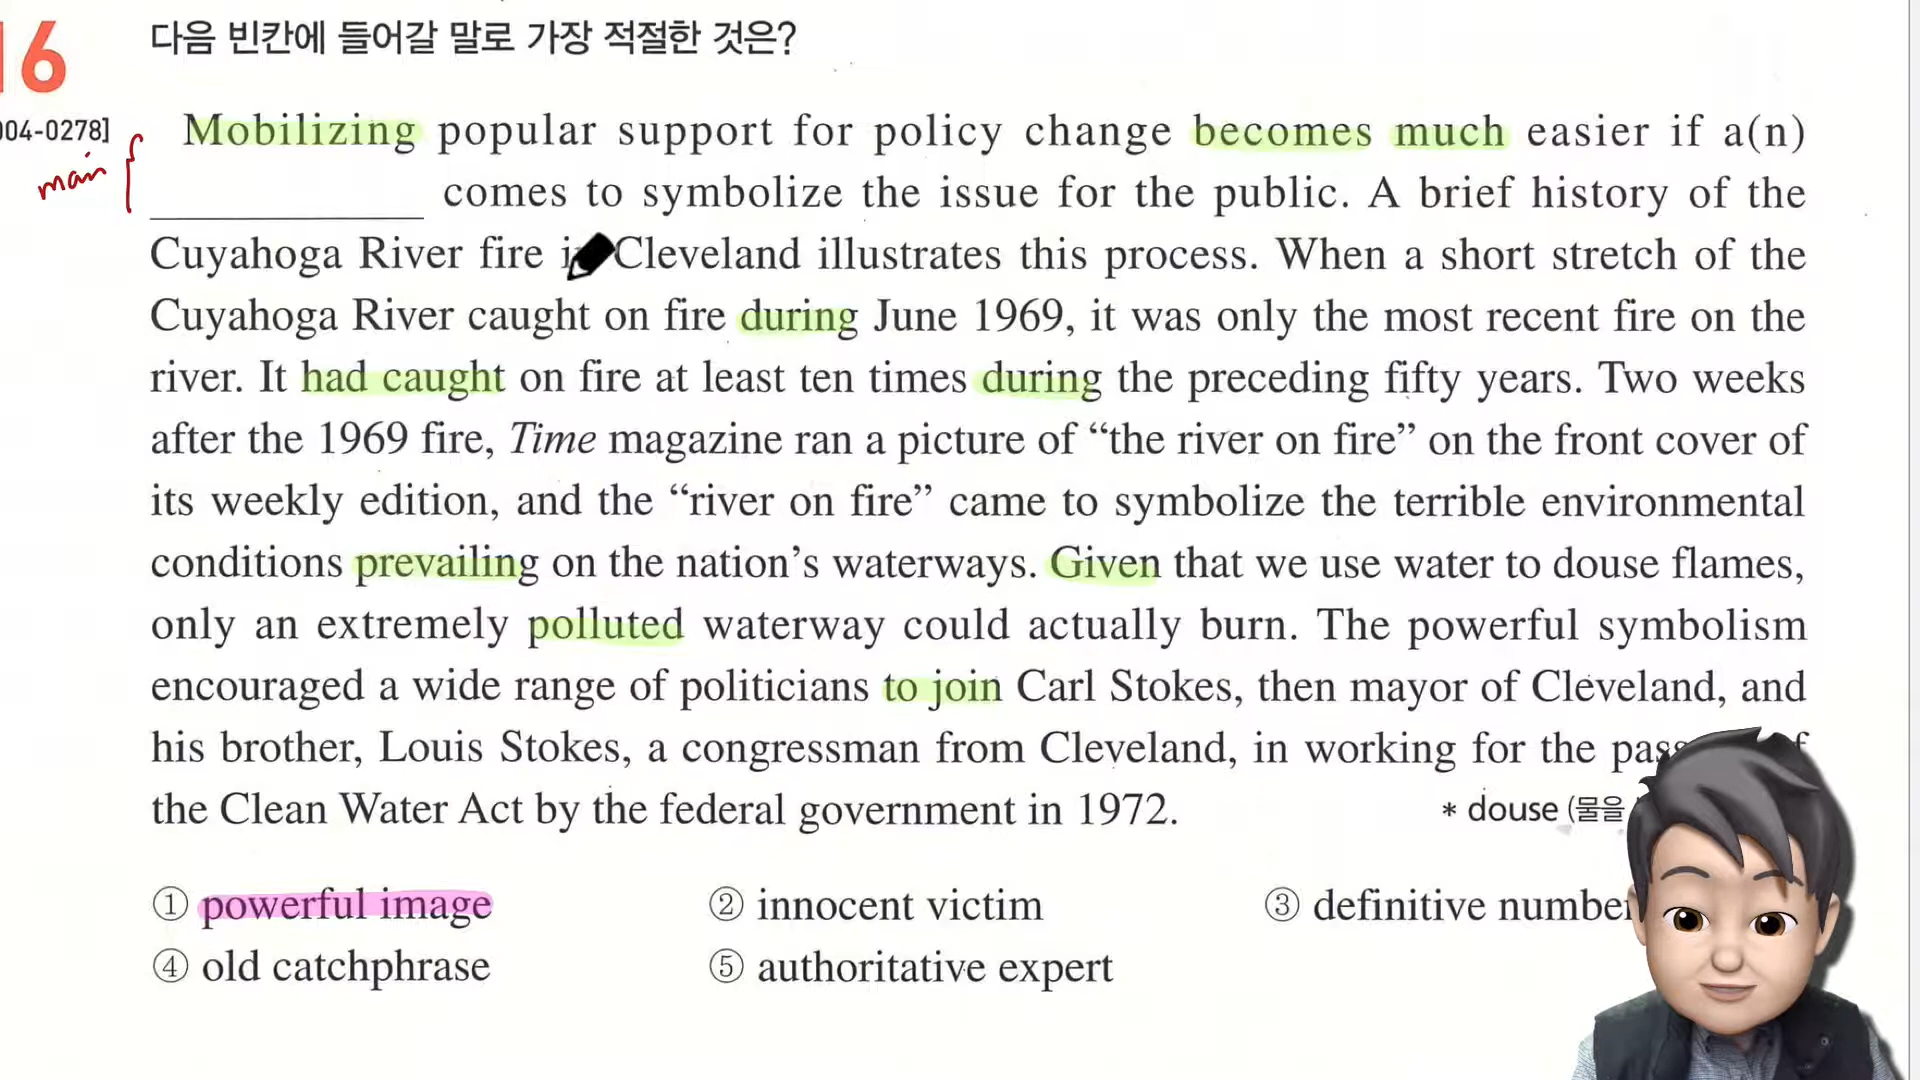 16
다음 빈칸에 들어갈 말로 가장 적절한 것은?
004-0278]
main
Mobilizing popular support for policy change becomes much easier if a(n)
comes to symbolize the issue for the public. A brief history of the
Cuyahoga River fire in Cleveland illustrates this process. When a short stretch of the
Cuyahoga River caught on fire during June 1969, it was only the most recent fire on the
river. It had caught on fire at least ten times during the preceding fifty years. Two weeks
after the 1969 fire, Time magazine ran a picture of “the river on fire” on the front cover of
its weekly edition, and the “river on fire” came to symbolize the terrible environmental
conditions prevailing on the nation’s waterways. Given that we use water to douse flames,
only an extremely polluted waterway could actually burn. The powerful symbolism
encouraged a wide range of politicians to join Carl Stokes, then mayor of Cleveland, and
his brother, Louis Stokes, a congressman from Cleveland, in working for the
the Clean Water Act by the federal government in 1972.
* douse (물을
① powerful image
② innocent victim
③ definitive number
④ old catchphrase
⑤ authoritative expert